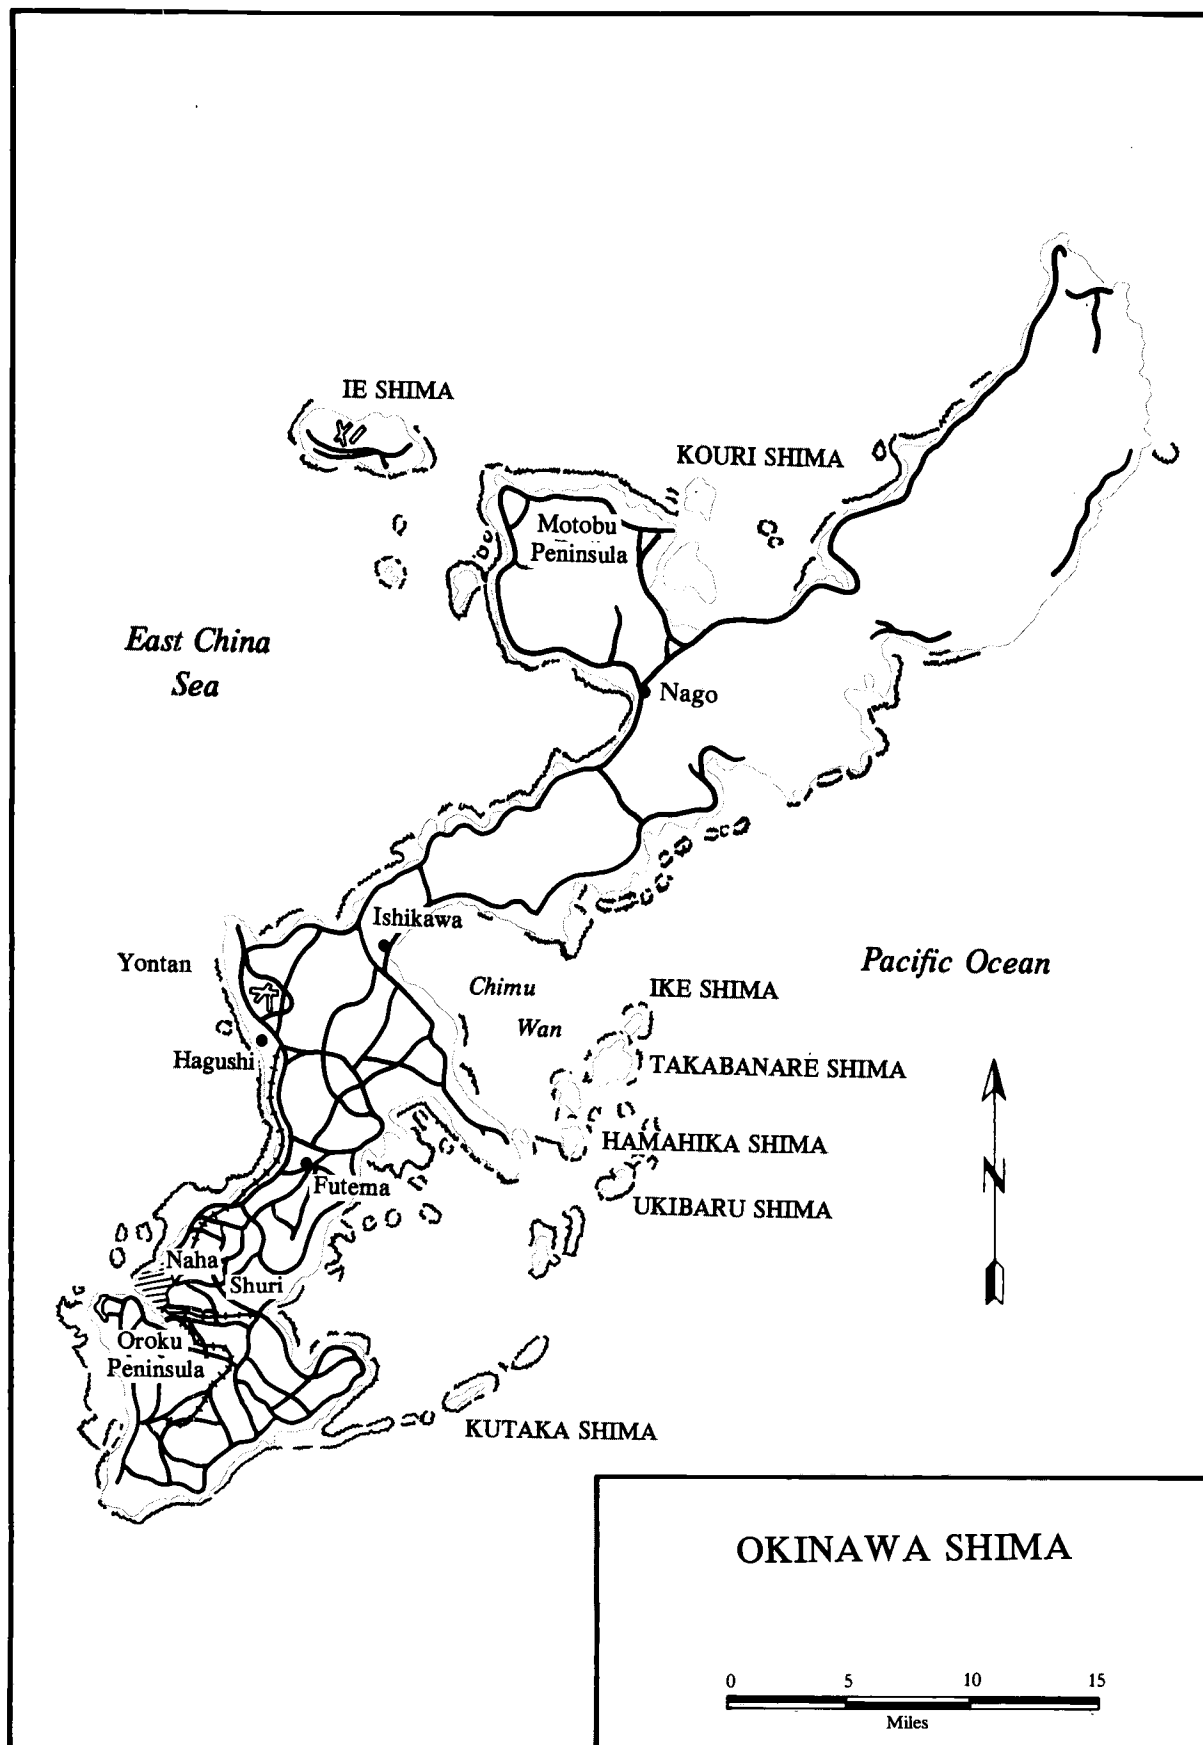 IE SHIMA
KOURI SHIMA
Motobu
Peninsula
East China
Sea
Nago
Ishikawa
Yontan
Pacific Ocean
Chimu
Wan
IKE SHIMA
Hagushi
TAKABANARE SHIMA
HAMAHIKA SHIMA
N
Futema
UKIBARU SHIMA
Naha
Shuri
Oroku
Peninsula
KUTAKA SHIMA
OKINAWA SHIMA
0 5 10 15
Miles